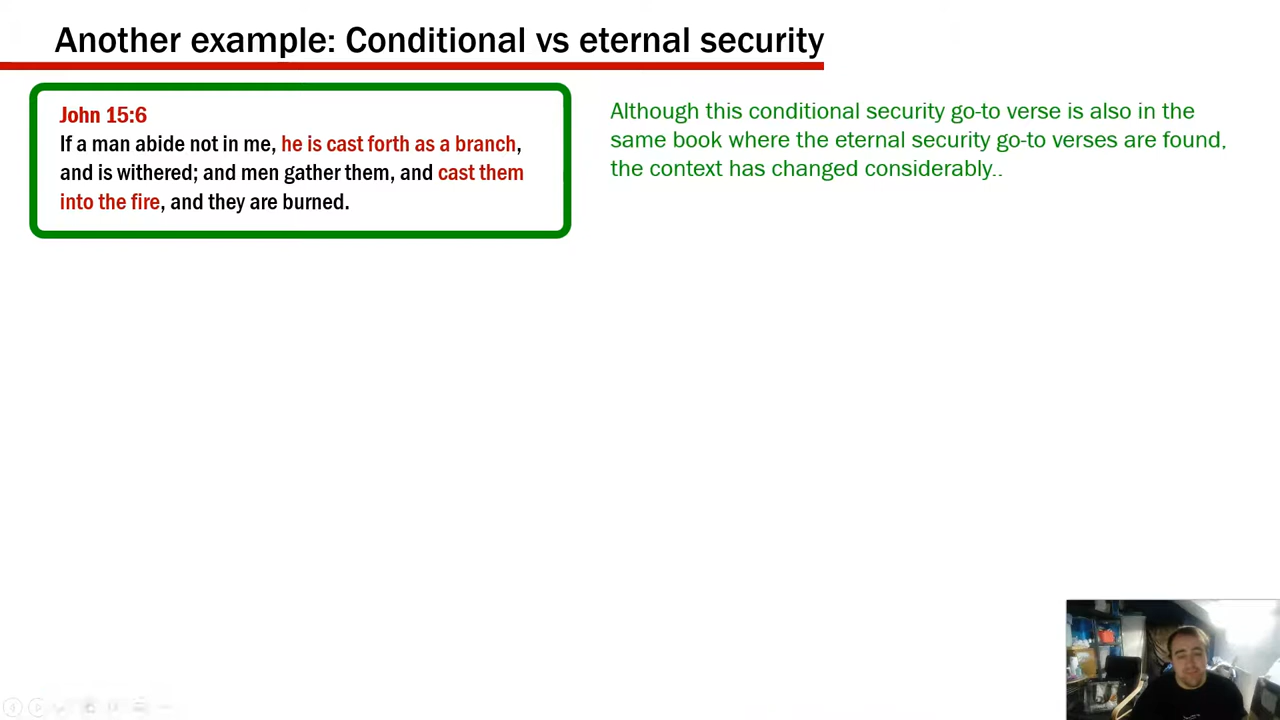 Another example: Conditional vs eternal security
John 15:6
If a man abide not in me, he is cast forth as a branch,
and is withered; and men gather them, and cast them
into the fire, and they are burned.
Although this conditional security go-to verse is also in the
same book where the eternal security go-to verses are found,
the context has changed considerably..